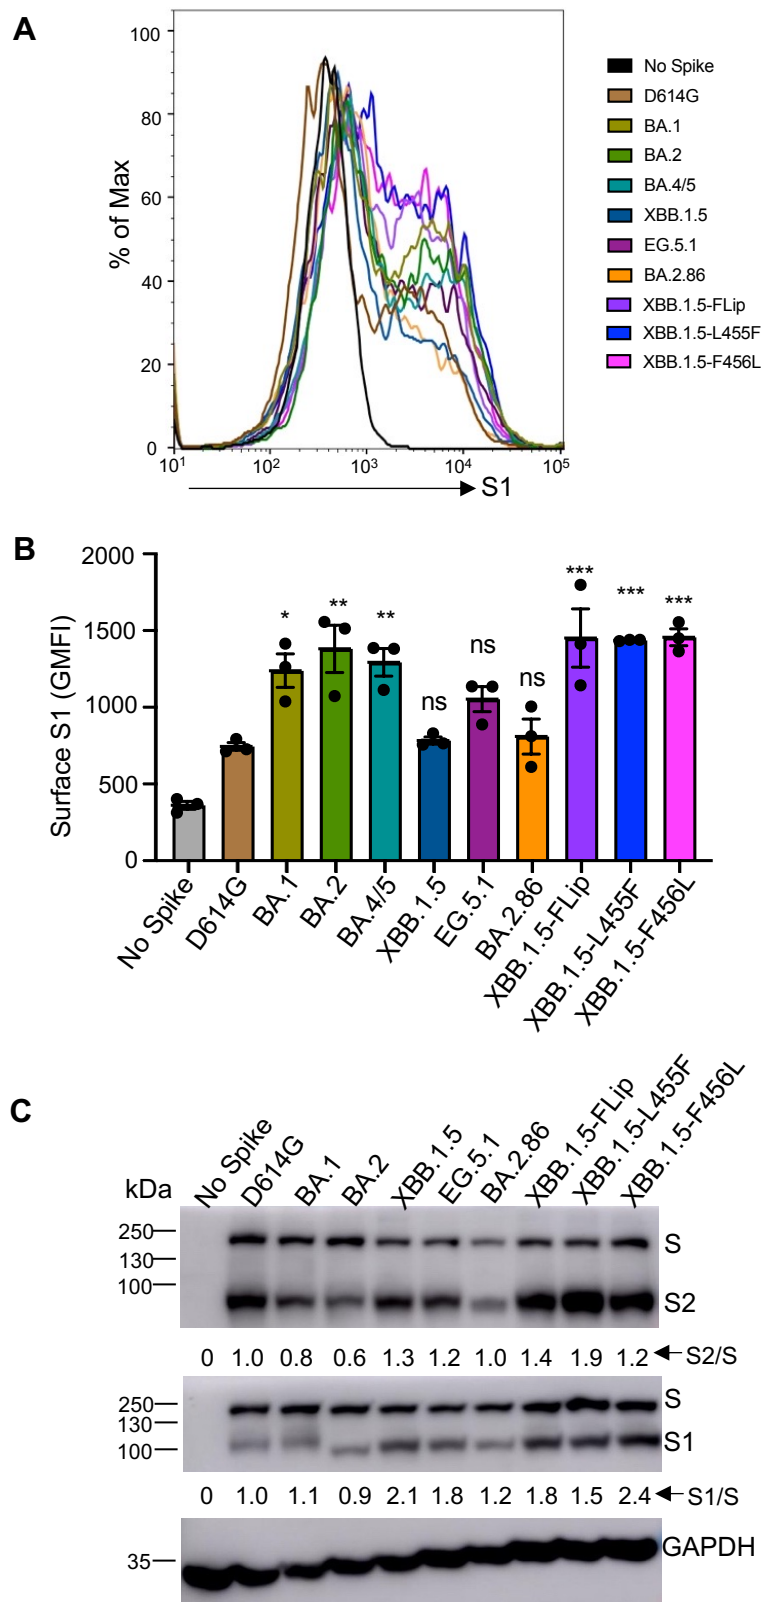 A
% of Max
100
80
60
40
20
0
10¹ 10² 10³ 10⁴ 10⁵
S1
No Spike
D614G
BA.1
BA.2
BA.4/5
XBB.1.5
EG.5.1
BA.2.86
XBB.1.5-FLip
XBB.1.5-L455F
XBB.1.5-F456L
B
Surface S1 (GMFI)
2000
1500
1000
500
0
* ** ** ns ns ns *** *** ***
No Spike
D614G
BA.1
BA.2
BA.4/5
XBB.1.5
EG.5.1
BA.2.86
XBB.1.5-FLip
XBB.1.5-L455F
XBB.1.5-F456L
C
kDa
No Spike
D614G
BA.1
BA.2
XBB.1.5
EG.5.1
BA.2.86
XBB.1.5-FLip
XBB.1.5-L455F
XBB.1.5-F456L
250
130
100
S
S2
0 1.0 0.8 0.6 1.3 1.2 1.0 1.4 1.9 1.2 S2/S
250
130
100
S
S1
0 1.0 1.1 0.9 2.1 1.8 1.2 1.8 1.5 2.4 S1/S
35
GAPDH